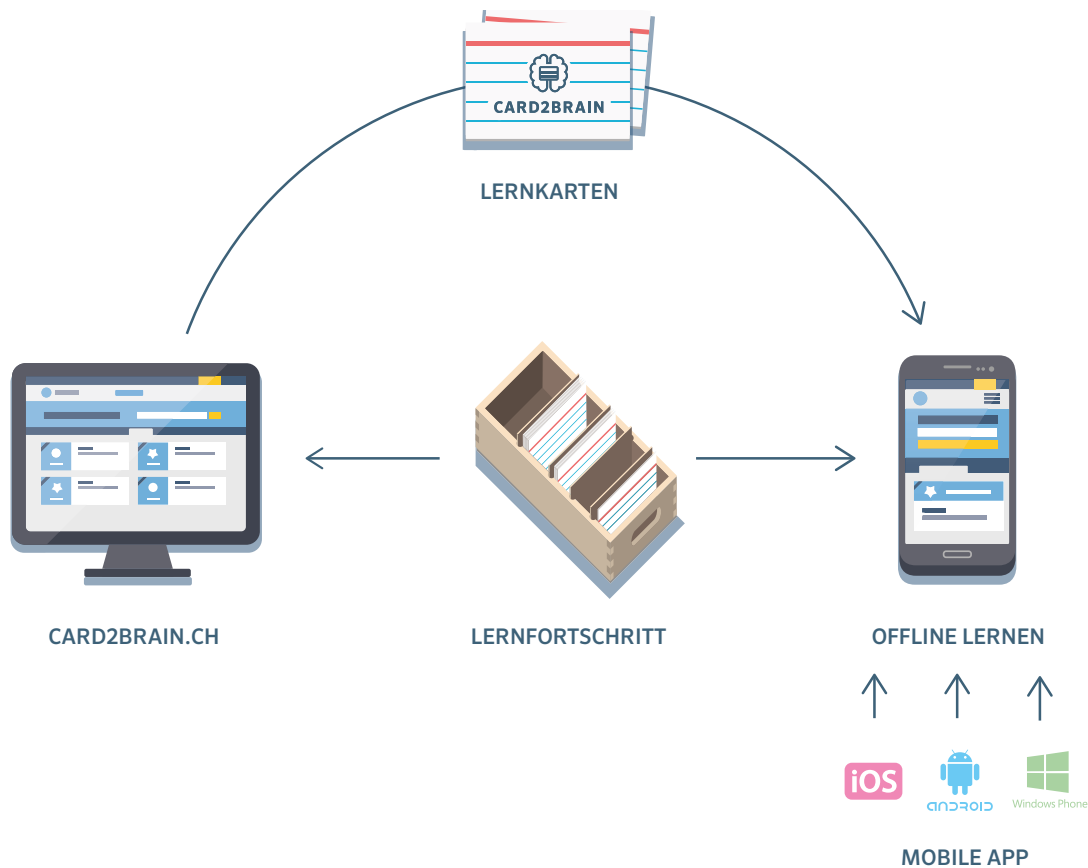 CARD2BRAIN
LERNKARTEN
CARD2BRAIN.CH
LERNFORTSCHRITT
OFFLINE LERNEN
iOS
ANDROID
Windows Phone
MOBILE APP